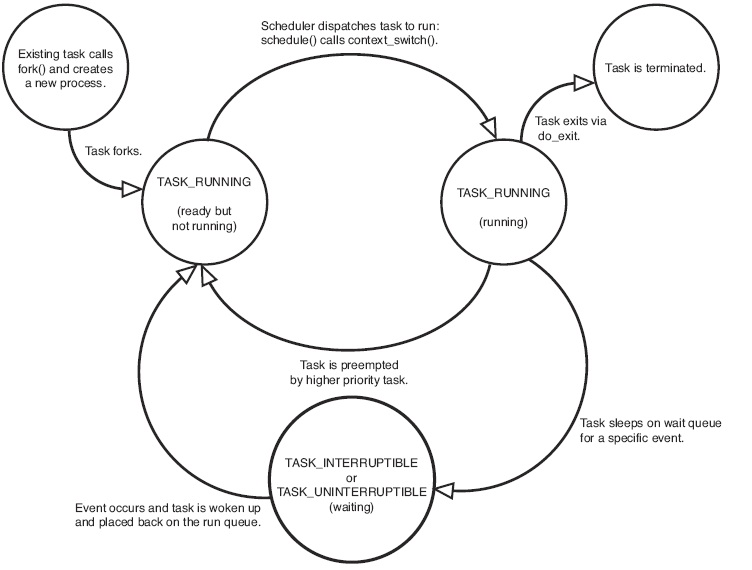 Existing task calls
fork() and creates
a new process.
Scheduler dispatches task to run:
schedule() calls context_switch().
Task is terminated.
Task forks.
Task exits via
do_exit.
TASK_RUNNING
(ready but
not running)
TASK_RUNNING
(running)
Task is preempted
by higher priority task.
Task sleeps on wait queue
for a specific event.
TASK_INTERRUPTIBLE
or
TASK_UNINTERRUPTIBLE
(waiting)
Event occurs and task is woken up
and placed back on the run queue.